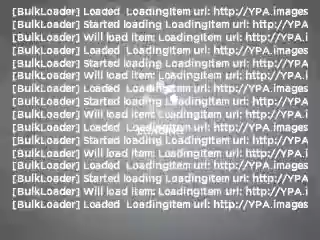 [BulkLoader] Loaded LoadingItem url: http://YPA.images
[BulkLoader] Started loading LoadingItem url: http://YPA
[BulkLoader] Will load item: LoadingItem url: http://YPA.i
[BulkLoader] Loaded LoadingItem url: http://YPA.images
[BulkLoader] Started loading LoadingItem url: http://YPA
[BulkLoader] Will load item: LoadingItem url: http://YPA.i
[BulkLoader] Loaded LoadingItem url: http://YPA.images
[BulkLoader] Started loading LoadingItem url: http://YPA
[BulkLoader] Will load item: LoadingItem url: http://YPA.i
[BulkLoader] Loaded LoadingItem url: http://YPA.images
[BulkLoader] Started loading LoadingItem url: http://YPA
[BulkLoader] Will load item: LoadingItem url: http://YPA.i
[BulkLoader] Loaded LoadingItem url: http://YPA.images
[BulkLoader] Started loading LoadingItem url: http://YPA
[BulkLoader] Will load item: LoadingItem url: http://YPA.i
[BulkLoader] Loaded LoadingItem url: http://YPA.images